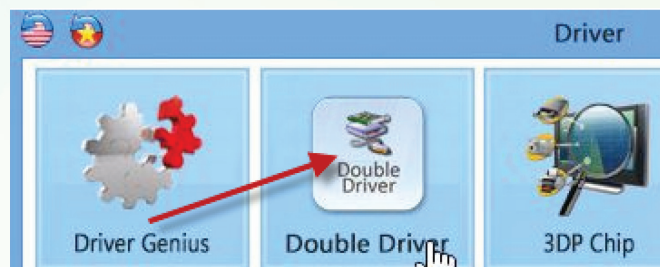 Driver
Double
Driver
Driver Genius
Double Driver
3DP Chip